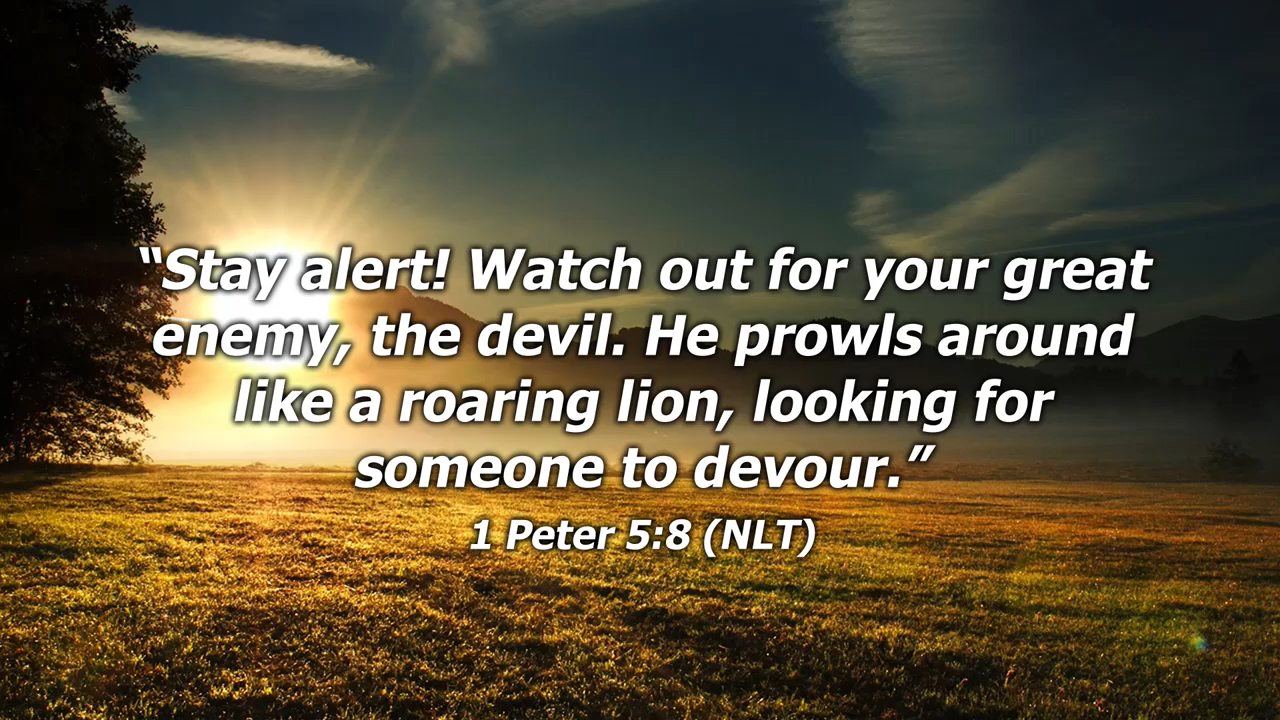 “Stay alert! Watch out for your great
enemy, the devil. He prowls around
like a roaring lion, looking for
someone to devour.”
1 Peter 5:8 (NLT)